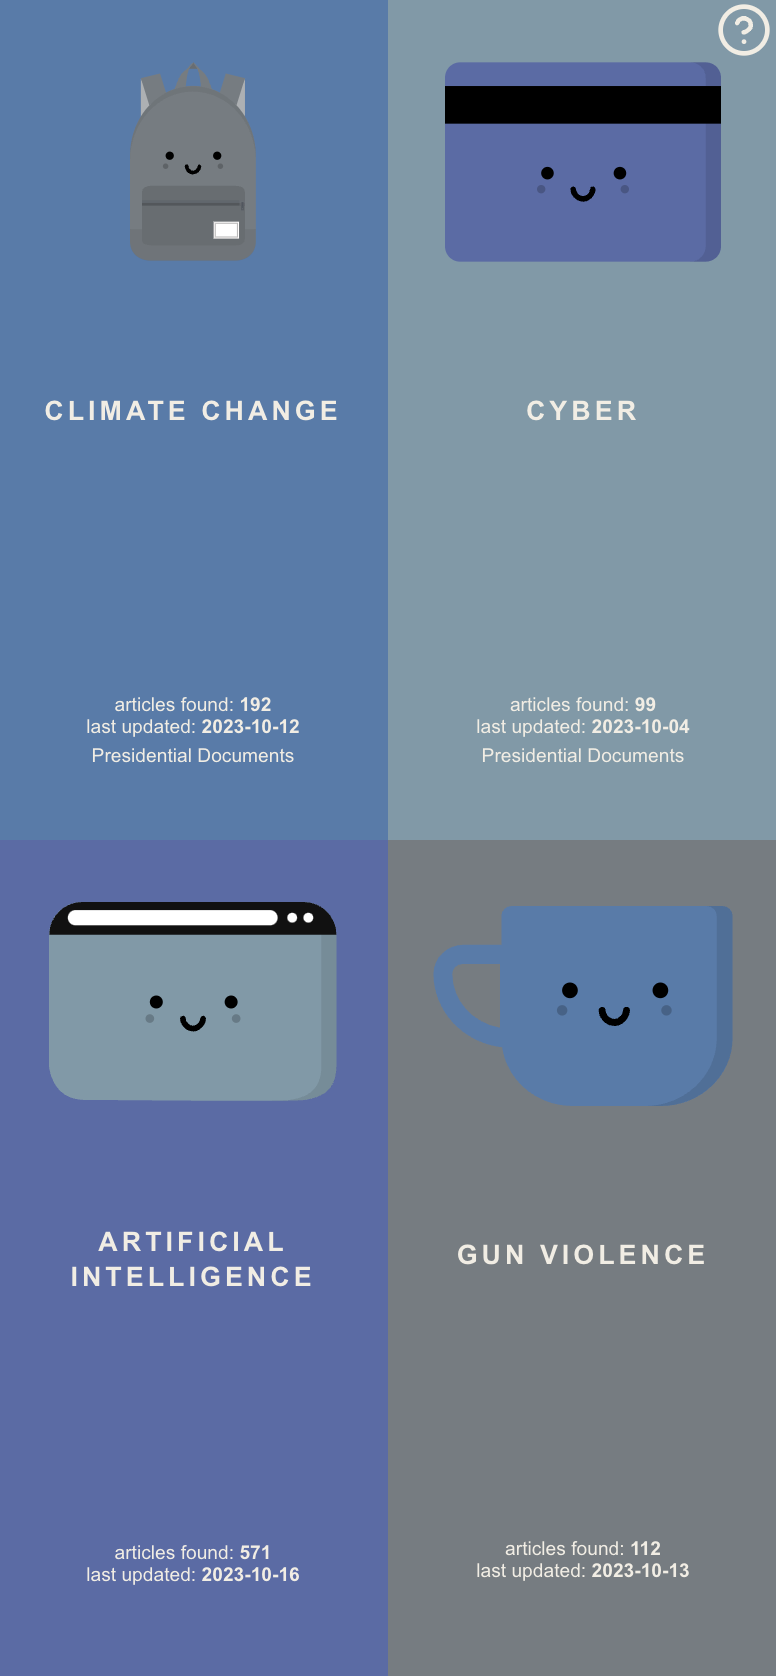 ?
CLIMATE CHANGE
articles found: 192
last updated: 2023-10-12
Presidential Documents
CYBER
articles found: 99
last updated: 2023-10-04
Presidential Documents
ARTIFICIAL
INTELLIGENCE
articles found: 571
last updated: 2023-10-16
GUN VIOLENCE
articles found: 112
last updated: 2023-10-13